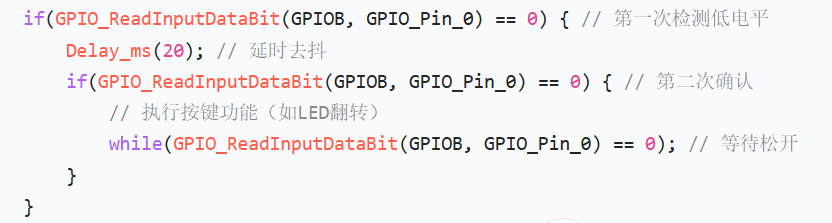 if(GPIO_ReadInputDataBit(GPIOB, GPIO_Pin_0) == 0) { // 第一次检测低电平
    Delay_ms(20); // 延时去抖
    if(GPIO_ReadInputDataBit(GPIOB, GPIO_Pin_0) == 0) { // 第二次确认
        // 执行按键功能（如LED翻转）
        while(GPIO_ReadInputDataBit(GPIOB, GPIO_Pin_0) == 0); // 等待松开
    }
}